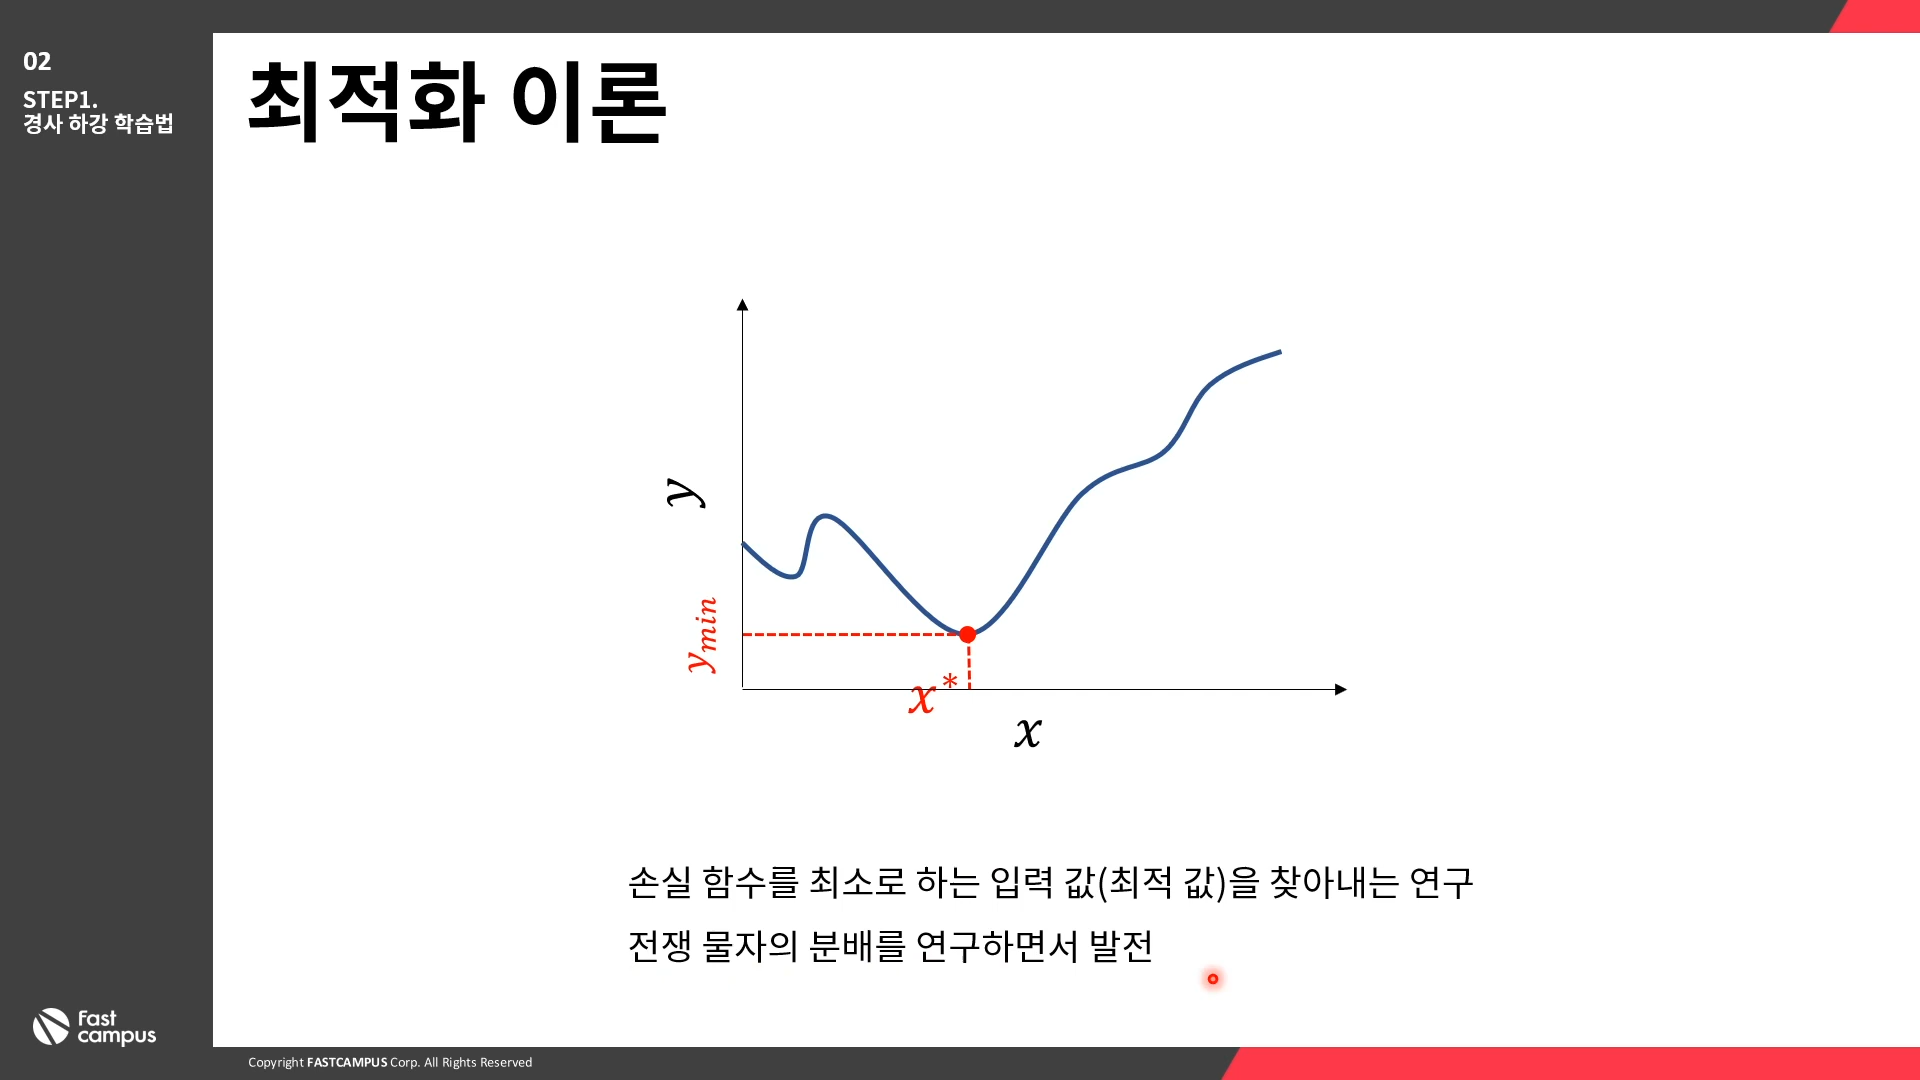 02
STEP1.
경사 하강 학습법
최적화 이론
y
y_min
x*
x
손실 함수를 최소로 하는 입력 값(최적 값)을 찾아내는 연구
전쟁 물자의 분배를 연구하면서 발전
fast
campus
Copyright FASTCAMPUS Corp. All Rights Reserved